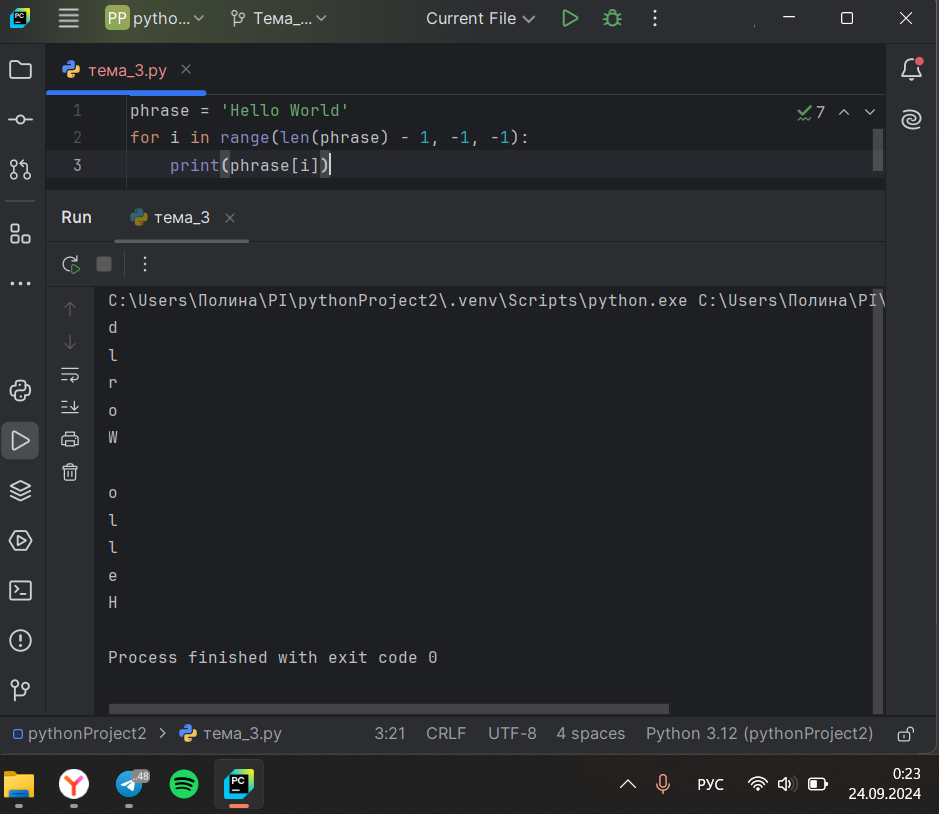 PC
PP pytho... Тема_... Current File
тема_3.py
1 phrase = 'Hello World'
7
2 for i in range(len(phrase) - 1, -1, -1):
3 print(phrase[i])
Run тема_3
C:\Users\Полина\PI\pythonProject2\.venv\Scripts\python.exe C:\Users\Полина\PI\
d
l
r
o
W
o
l
l
e
H
Process finished with exit code 0
pythonProject2 > тема_3.py 3:21 CRLF UTF-8 4 spaces Python 3.12 (pythonProject2)
..48
PC
РУС
0:23
24.09.2024